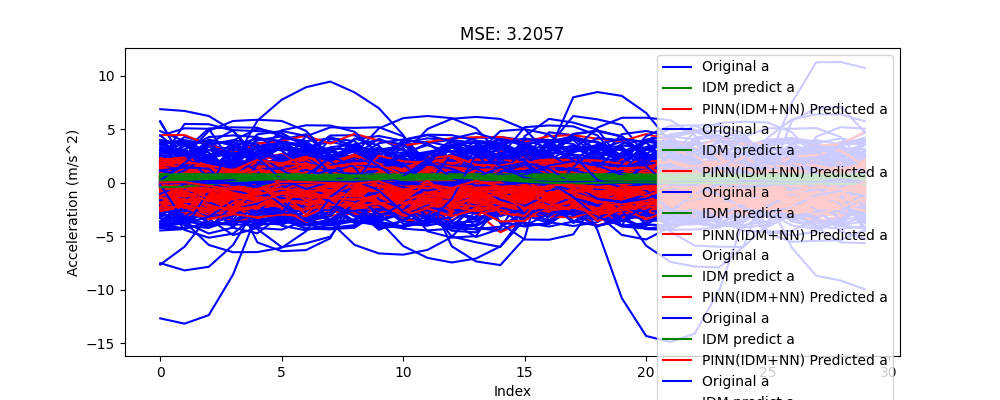 MSE: 3.2057
Acceleration (m/s^2)
10
5
0
−5
−10
−15
0
5
10
15
20
25
30
Index
Original a
IDM predict a
PINN(IDM+NN) Predicted a
Original a
IDM predict a
PINN(IDM+NN) Predicted a
Original a
IDM predict a
PINN(IDM+NN) Predicted a
Original a
IDM predict a
PINN(IDM+NN) Predicted a
Original a
IDM predict a
PINN(IDM+NN) Predicted a
Original a